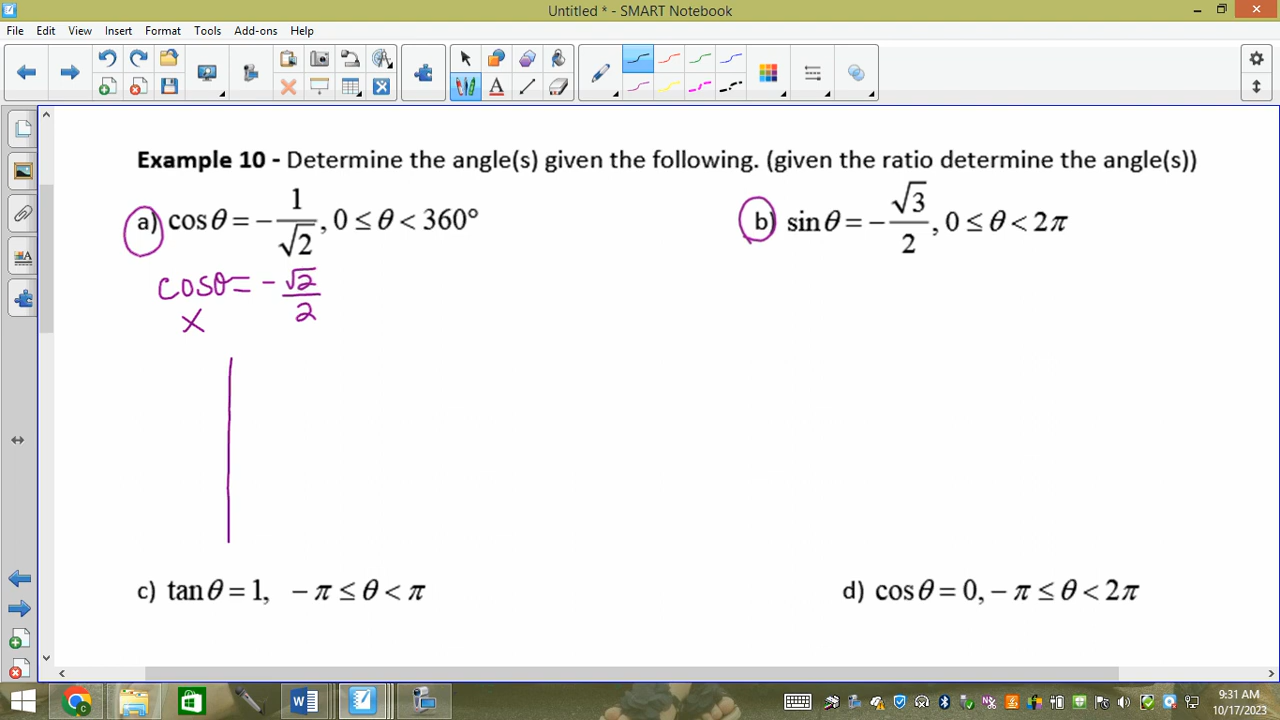 Untitled * - SMART Notebook
File Edit View Insert Format Tools Add-ons Help
Example 10 - Determine the angle(s) given the following. (given the ratio determine the angle(s))
a) cos θ = −1/√2, 0 ≤ θ < 360°
b) sin θ = −√3/2, 0 ≤ θ < 2π
cosθ = −√2/2
x
c) tan θ = 1, −π ≤ θ < π
d) cos θ = 0, −π ≤ θ < 2π
9:31 AM
10/17/2023